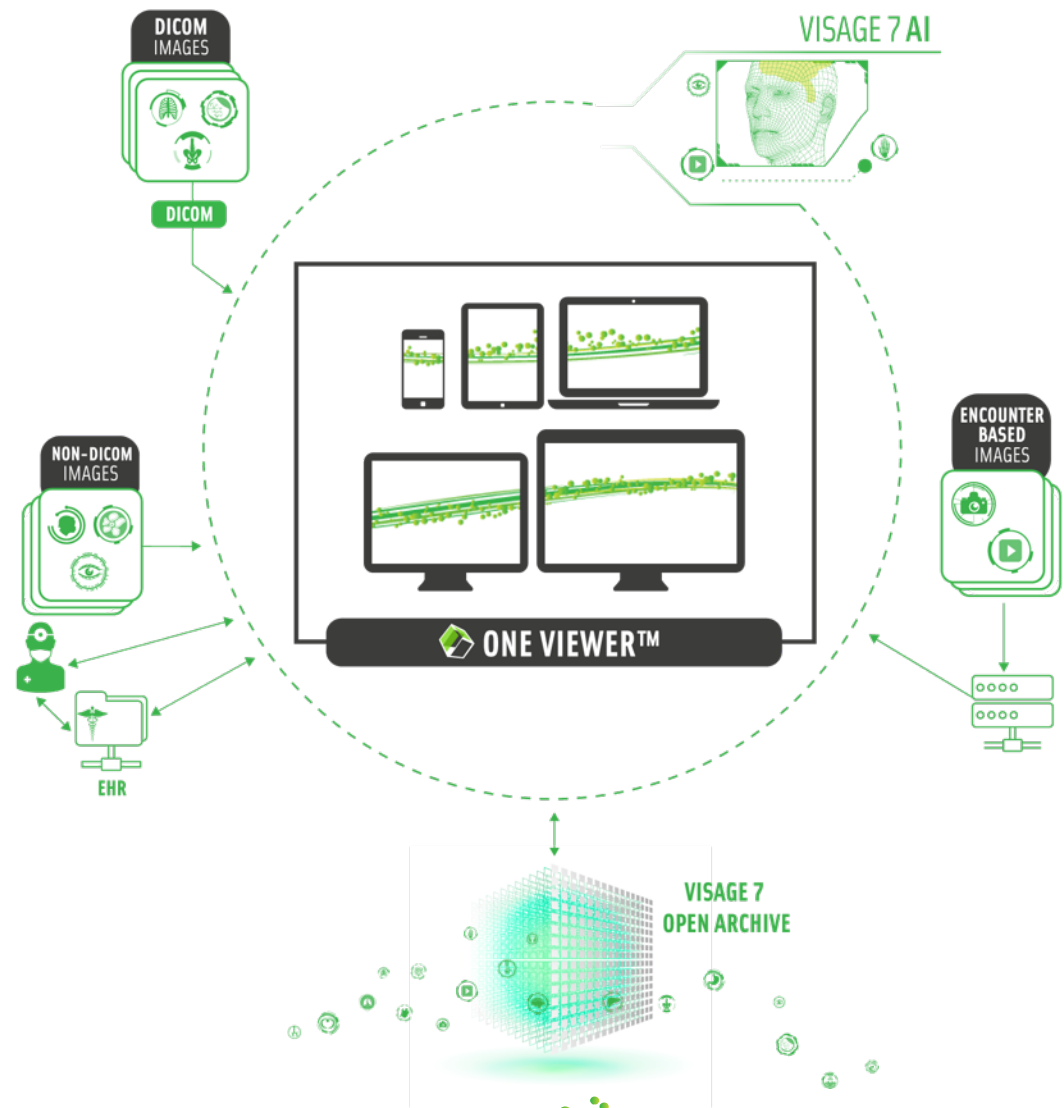 DICOM
IMAGES
VISAGE 7 AI
DICOM
NON-DICOM
IMAGES
ENCOUNTER
BASED
IMAGES
ONE VIEWER™
EHR
VISAGE 7
OPEN ARCHIVE